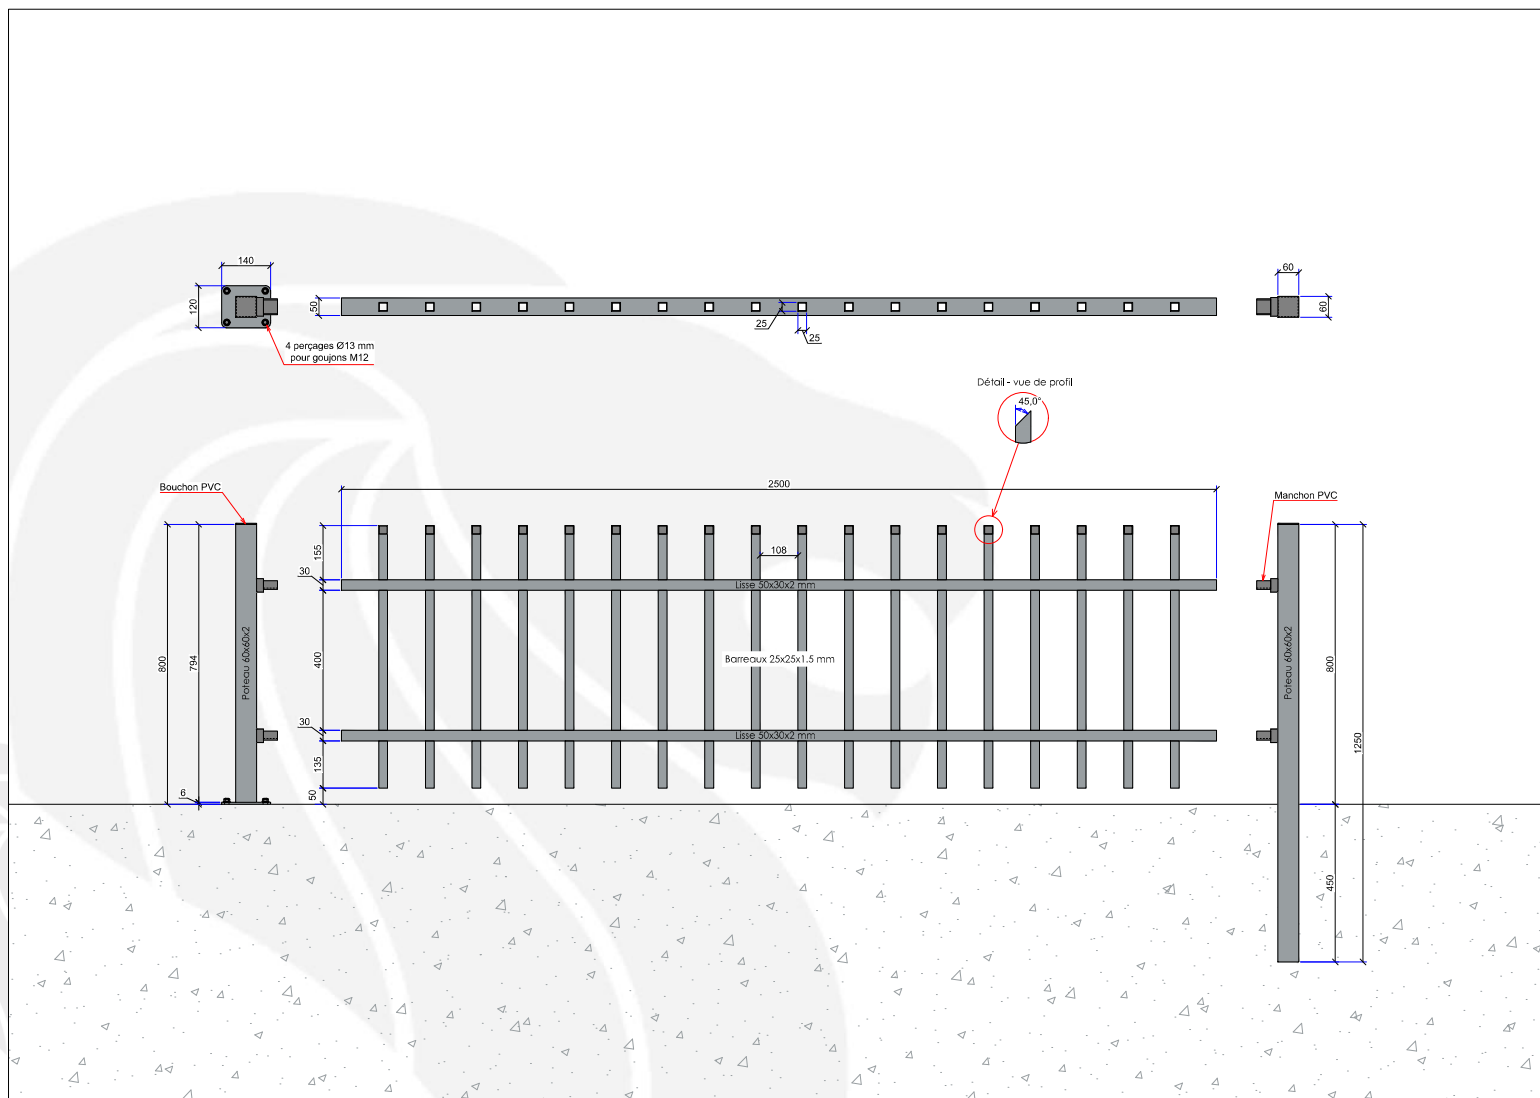 140
120
4 perçages Ø13 mm
pour goujons M12
50
25
25
60
60
Détail - vue de profil
45,0°
Bouchon PVC
2500
Manchon PVC
155
30
108
Lisse 50x30x2 mm
800
794
Poteau 60x60x2
400
Barreaux 25x25x1.5 mm
Poteau 60x60x2
800
1250
30
Lisse 50x30x2 mm
135
6
50
450